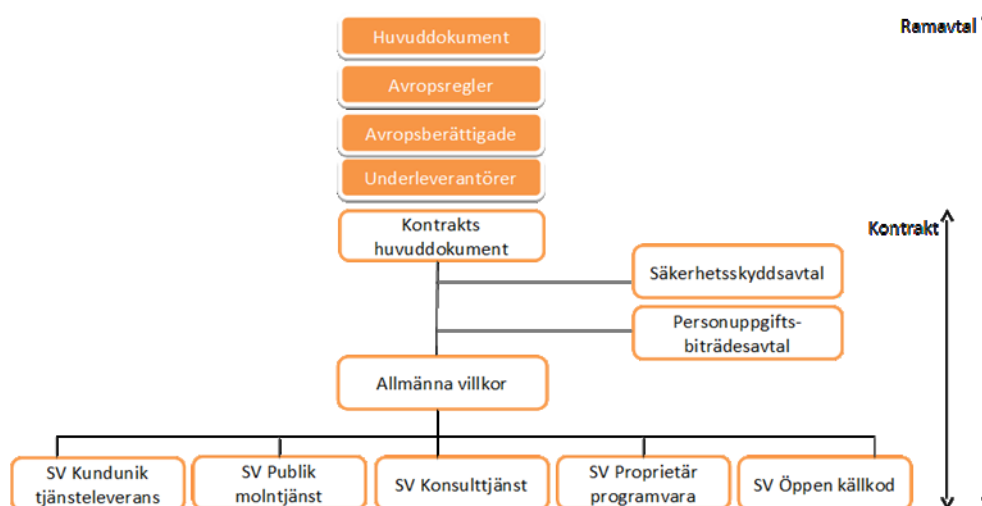 Huvuddokument
Ramavtal
Avropsregler
Avropsberättigade
Underleverantörer
Kontrakts
huvuddokument
Kontrakt
Säkerhetsskyddsavtal
Personuppgifts-
biträdesavtal
Allmänna villkor
SV Kundunik
tjänsteleverans
SV Publik
molntjänst
SV Konsulttjänst
SV Proprietär
programvara
SV Öppen källkod